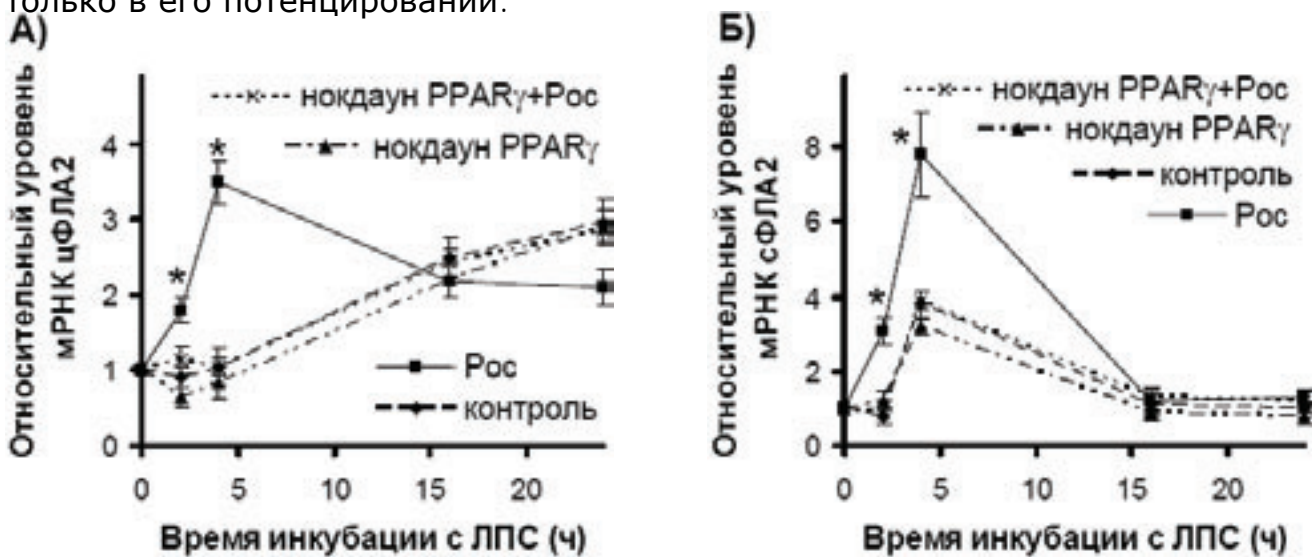 только в его потенцировании.
А)
Относительный уровень
мРНК цФЛА2
нокдаун PPARγ+Рос
нокдаун PPARγ
4
3
2
1
0
Рос
контроль
0 5 10 15 20
Время инкубации с ЛПС (ч)
Б)
Относительный уровень
мРНК сФЛА2
нокдаун PPARγ+Рос
нокдаун PPARγ
контроль
Рос
8
6
4
2
0
0 5 10 15 20
Время инкубации с ЛПС (ч)